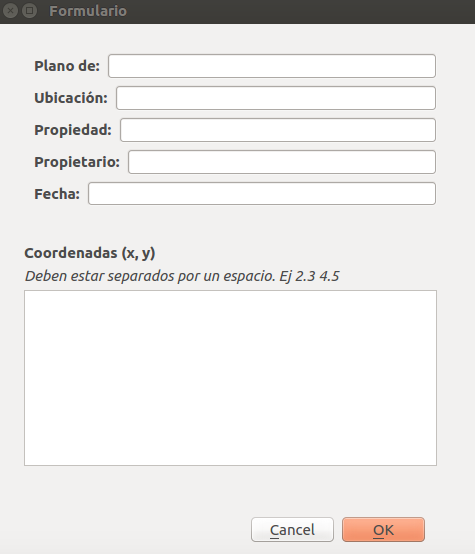 Formulario
Plano de:
Ubicación:
Propiedad:
Propietario:
Fecha:
Coordenadas (x, y)
Deben estar separados por un espacio. Ej 2.3 4.5
Cancel OK